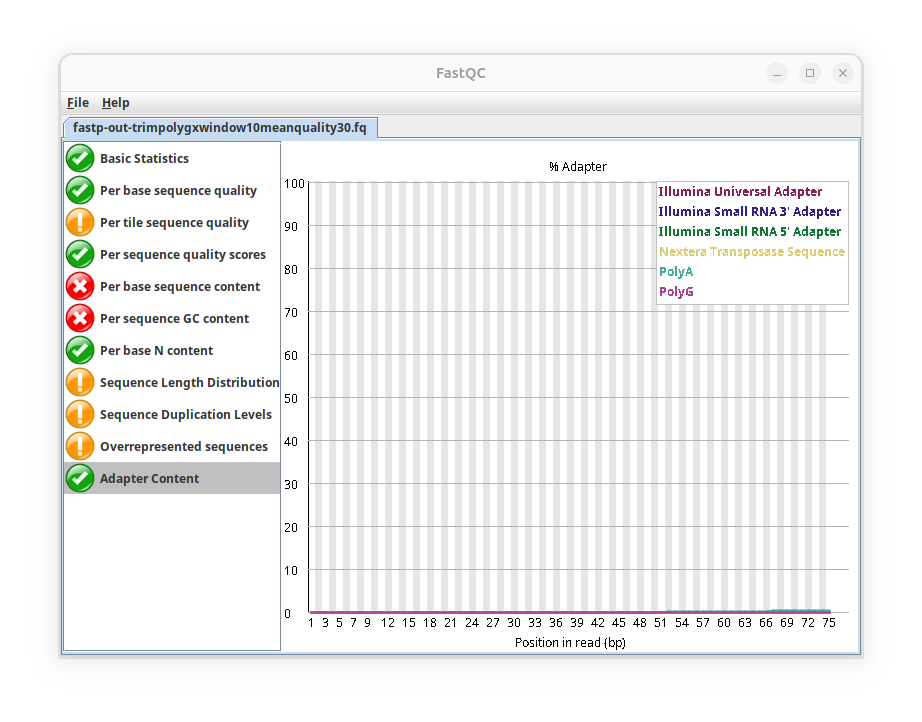 FastQC
File Help
fastp-out-trimpolygxwindow10meanquality30.fq
Basic Statistics
Per base sequence quality
Per tile sequence quality
Per sequence quality scores
Per base sequence content
Per sequence GC content
Per base N content
Sequence Length Distribution
Sequence Duplication Levels
Overrepresented sequences
Adapter Content
% Adapter
Illumina Universal Adapter
Illumina Small RNA 3' Adapter
Illumina Small RNA 5' Adapter
Nextera Transposase Sequence
PolyA
PolyG
100
90
80
70
60
50
40
30
20
10
0
1 3 5 7 9 12 15 18 21 24 27 30 33 36 39 42 45 48 51 54 57 60 63 66 69 72 75
Position in read (bp)